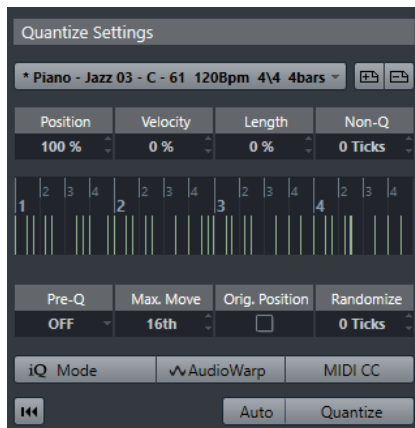 Quantize Settings
* Piano - Jazz 03 - C - 61 120Bpm 4\4 4bars
Position Velocity Length Non-Q
100 % 0 % 0 % 0 Ticks
1 2 3 4 2 2 3 4 3 2 3 4 4 2 3 4
Pre-Q Max. Move Orig. Position Randomize
OFF 16th 0 Ticks
iQ Mode AudioWarp MIDI CC
Auto Quantize